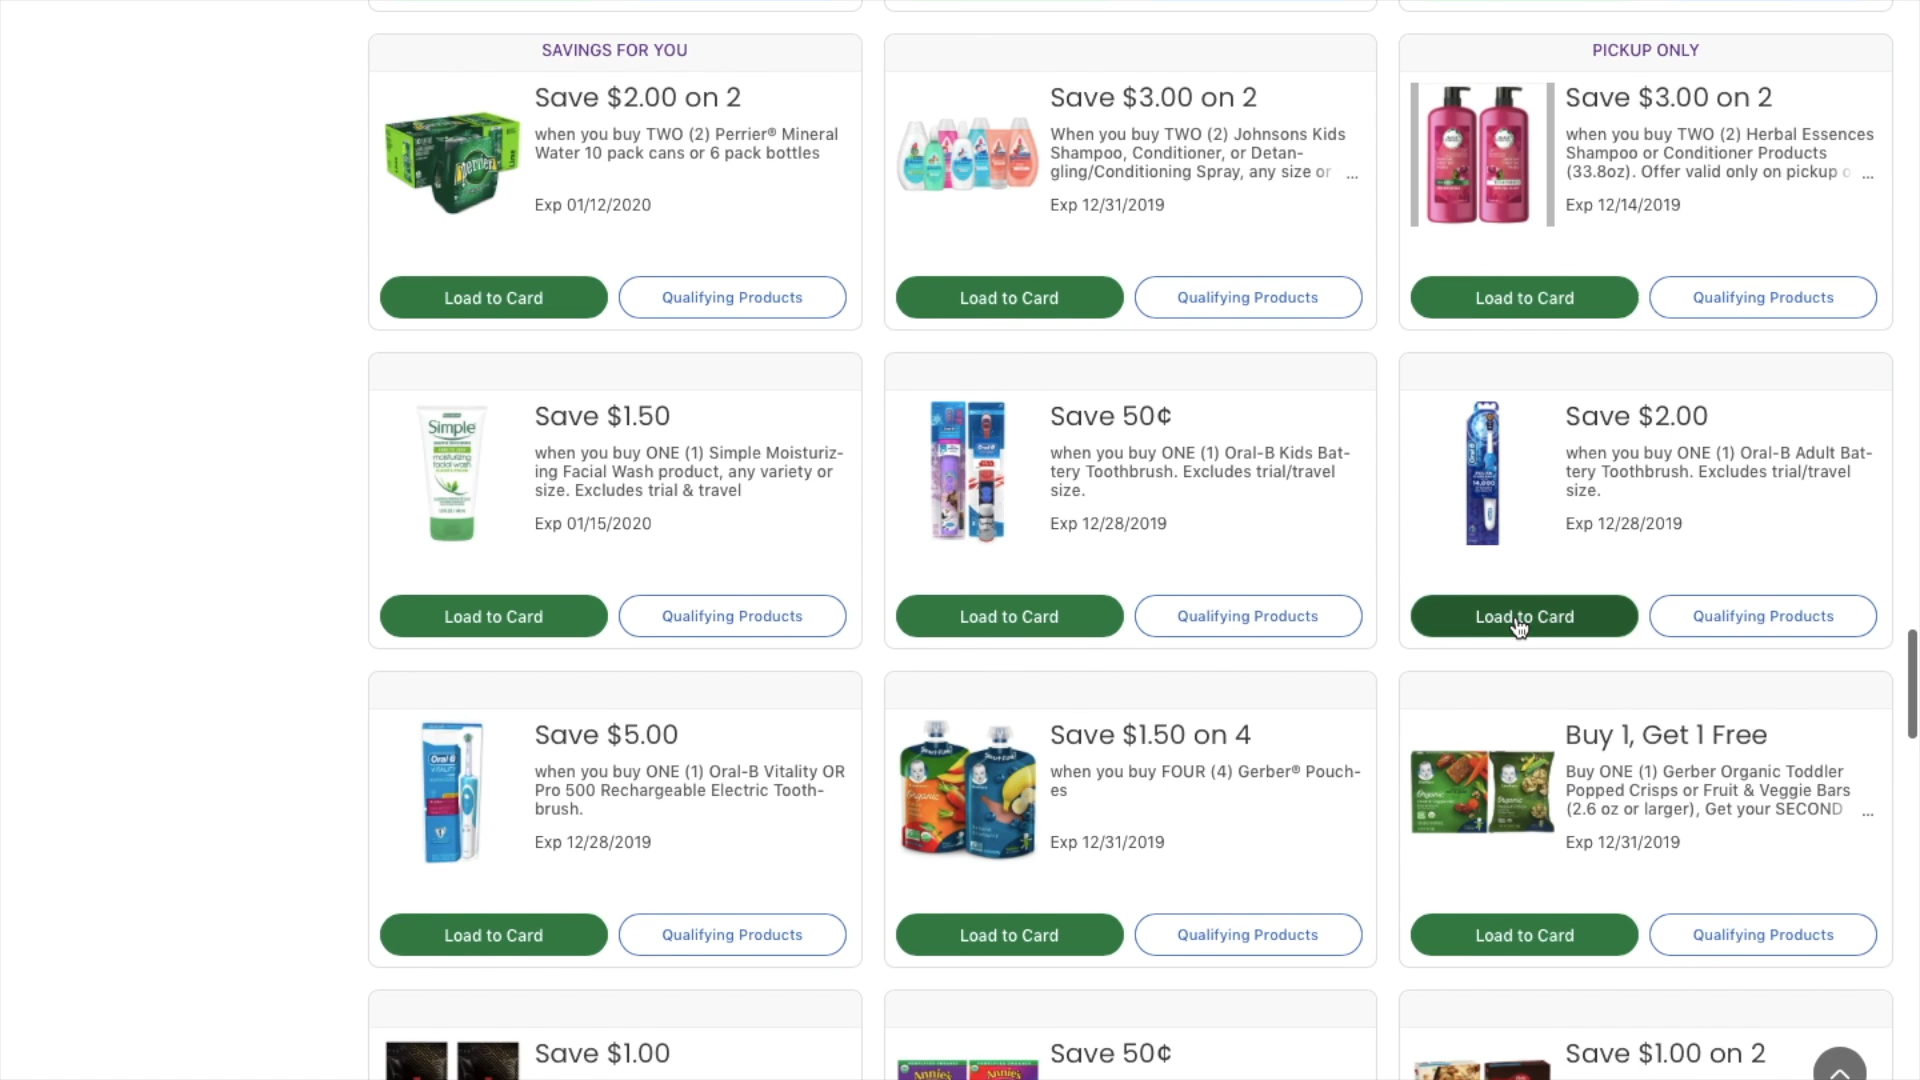 SAVINGS FOR YOU
Save $2.00 on 2
when you buy TWO (2) Perrier® Mineral
Water 10 pack cans or 6 pack bottles
Exp 01/12/2020
Load to Card
Qualifying Products
Save $3.00 on 2
When you buy TWO (2) Johnsons Kids
Shampoo, Conditioner, or Detan-
gling/Conditioning Spray, any size or ...
Exp 12/31/2019
Load to Card
Qualifying Products
PICKUP ONLY
Save $3.00 on 2
when you buy TWO (2) Herbal Essences
Shampoo or Conditioner Products
(33.8oz). Offer valid only on pickup o ...
Exp 12/14/2019
Load to Card
Qualifying Products
Simple
moisturizing
facial wash
Save $1.50
when you buy ONE (1) Simple Moisturiz-
ing Facial Wash product, any variety or
size. Excludes trial & travel
Exp 01/15/2020
Load to Card
Qualifying Products
Save 50¢
when you buy ONE (1) Oral-B Kids Bat-
tery Toothbrush. Excludes trial/travel
size.
Exp 12/28/2019
Load to Card
Qualifying Products
Oral-B
Save $2.00
when you buy ONE (1) Oral-B Adult Bat-
tery Toothbrush. Excludes trial/travel
size.
Exp 12/28/2019
Load to Card
Qualifying Products
Oral-B
VITALITY
Save $5.00
when you buy ONE (1) Oral-B Vitality OR
Pro 500 Rechargeable Electric Tooth-
brush.
Exp 12/28/2019
Load to Card
Qualifying Products
Organic
Save $1.50 on 4
when you buy FOUR (4) Gerber® Pouch-
es
Exp 12/31/2019
Load to Card
Qualifying Products
Organic
Buy 1, Get 1 Free
Buy ONE (1) Gerber Organic Toddler
Popped Crisps or Fruit & Veggie Bars
(2.6 oz or larger), Get your SECOND ...
Exp 12/31/2019
Load to Card
Qualifying Products
Save $1.00
Annie's
Annie's
Save 50¢
Save $1.00 on 2